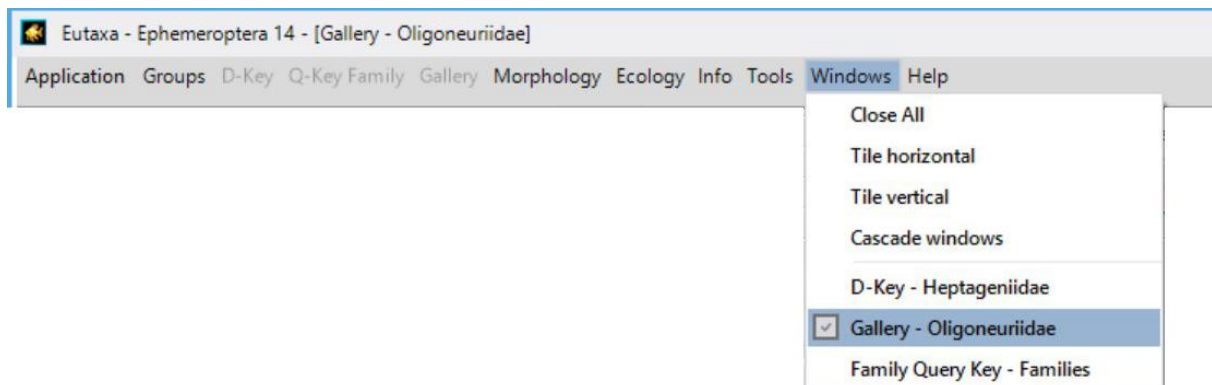 Eutaxa - Ephemeroptera 14 - [Gallery - Oligoneuriidae]
Application Groups D-Key Q-Key Family Gallery Morphology Ecology Info Tools Windows Help
Close All
Tile horizontal
Tile vertical
Cascade windows
D-Key - Heptageniidae
Gallery - Oligoneuriidae
Family Query Key - Families